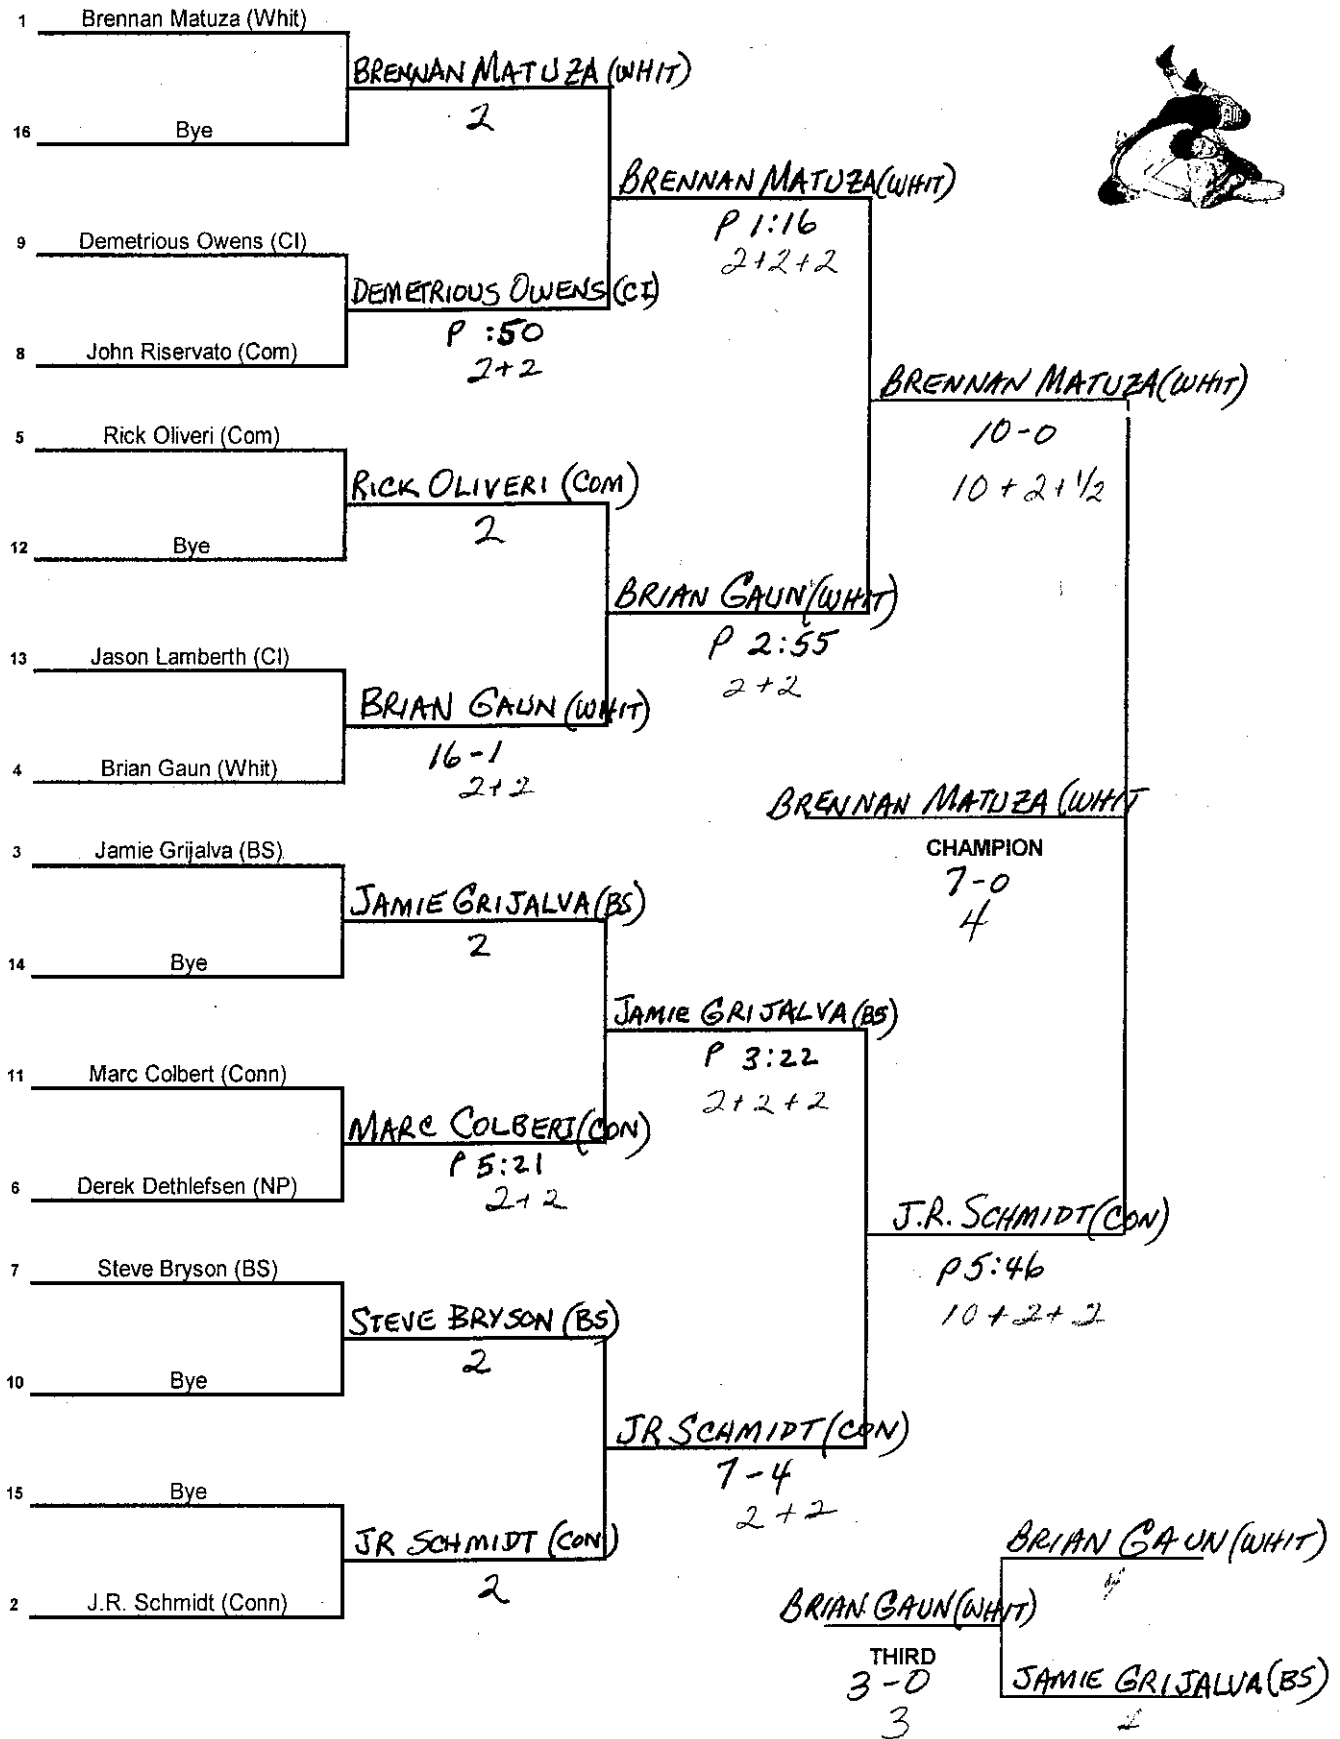 1 Brennan Matuza (Whit)
BRENNAN MATUZA (WHIT)
2
16 Bye
BRENNAN MATUZA (WHIT)
P 1:16
2+2+2
9 Demetrious Owens (CI)
DEMETRIOUS OWENS (CI)
P :50
2+2
8 John Riservato (Com)
BRENNAN MATUZA (WHIT)
10-0
10+2+1/2
5 Rick Oliveri (Com)
RICK OLIVERI (COM)
2
12 Bye
BRIAN GAUN (WHIT)
P 2:55
2+2
13 Jason Lamberth (CI)
BRIAN GAUN (WHIT)
16-1
2+2
4 Brian Gaun (Whit)
BRENNAN MATUZA (WHIT
CHAMPION
7-0
4
3 Jamie Grijalva (BS)
JAMIE GRIJALVA (BS)
2
14 Bye
JAMIE GRIJALVA (BS)
P 3:22
2+2+2
11 Marc Colbert (Conn)
MARC COLBERT (CON)
P 5:21
2+2
6 Derek Dethlefsen (NP)
J.R. SCHMIDT (CON)
P 5:46
10+2+2
7 Steve Bryson (BS)
STEVE BRYSON (BS)
2
10 Bye
JR SCHMIDT (CON)
7-4
2+2
15 Bye
JR SCHMIDT (CON)
2
2 J.R. Schmidt (Conn)
BRIAN GAUN (WHIT)
BRIAN GAUN (WHIT)
THIRD
3-0
3
JAMIE GRIJALVA (BS)